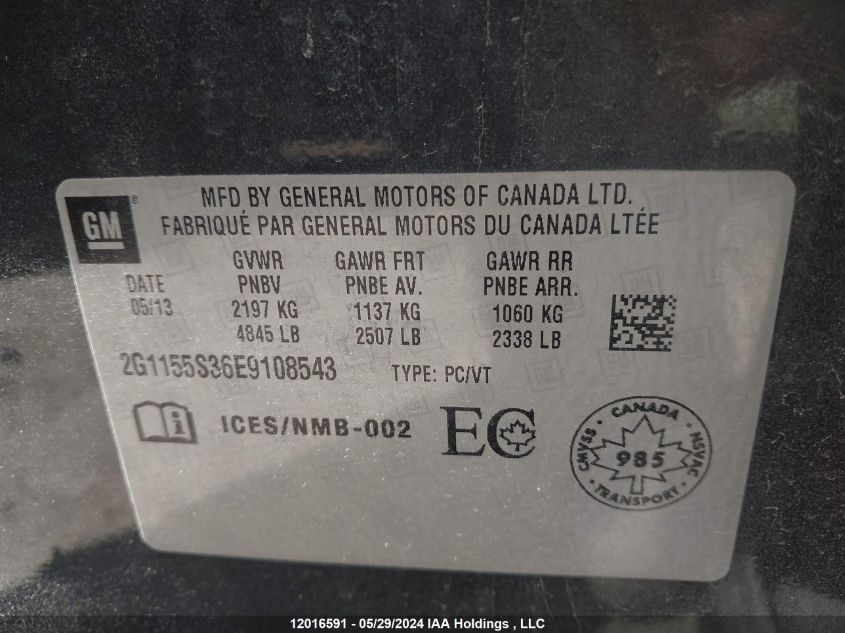 GM
®
MFD BY GENERAL MOTORS OF CANADA LTD.
FABRIQUÉ PAR GENERAL MOTORS DU CANADA LTÉE
DATE
05/13
GVWR
PNBV
2197 KG
4845 LB
GAWR FRT
PNBE AV.
1137 KG
2507 LB
GAWR RR
PNBE ARR.
1060 KG
2338 LB
2G1155S36E9108543
TYPE: PC/VT
i ICES/NMB-002
EC
CANADA
CMVSS
985
NSVAC
TRANSPORT
12016591 - 05/29/2024 IAA Holdings , LLC